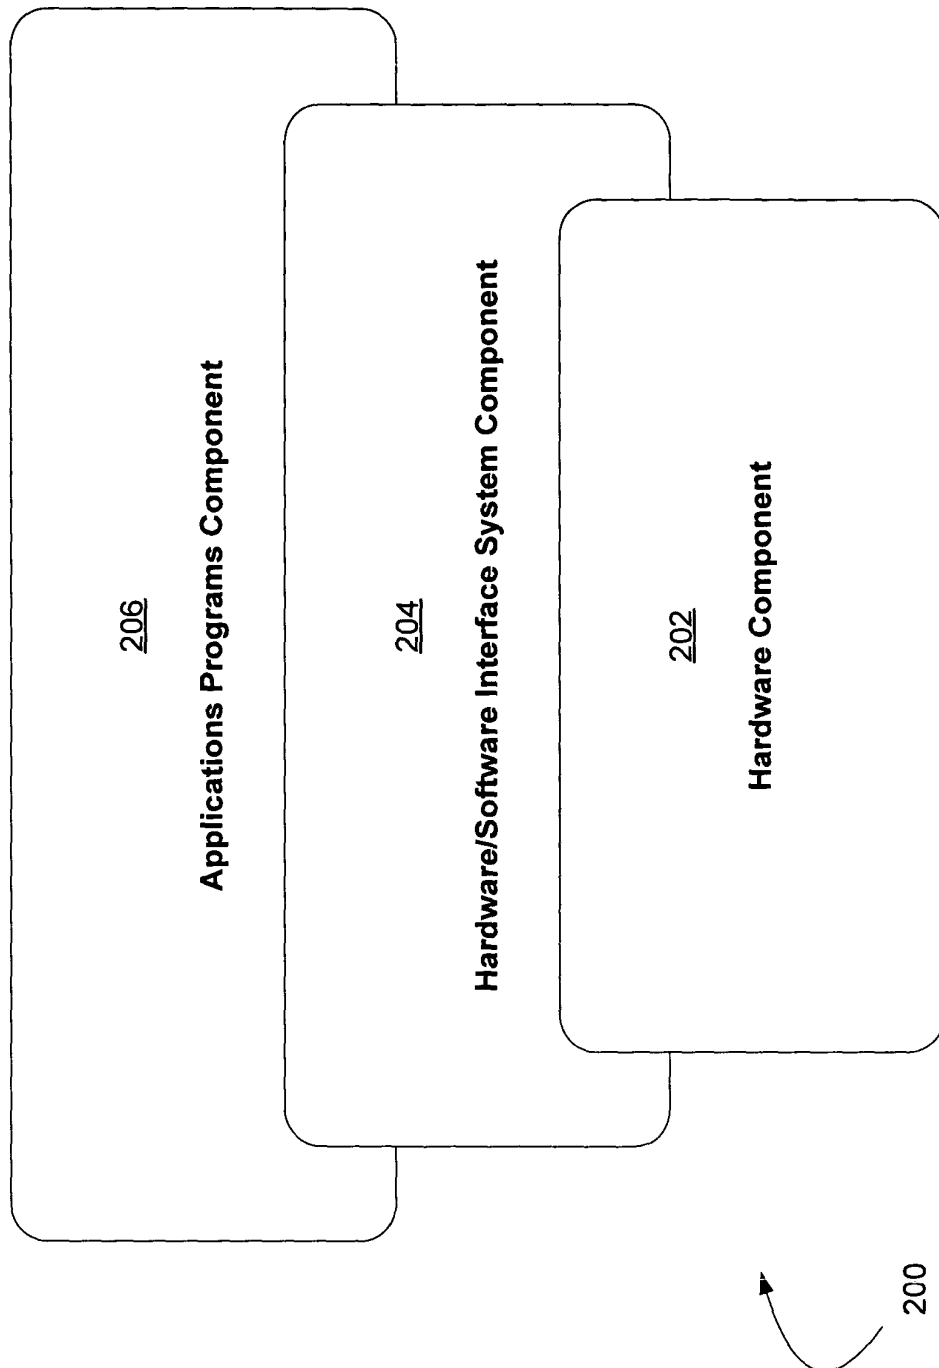 206
Applications Programs Component
204
Hardware/Software Interface System Component
202
Hardware Component
200